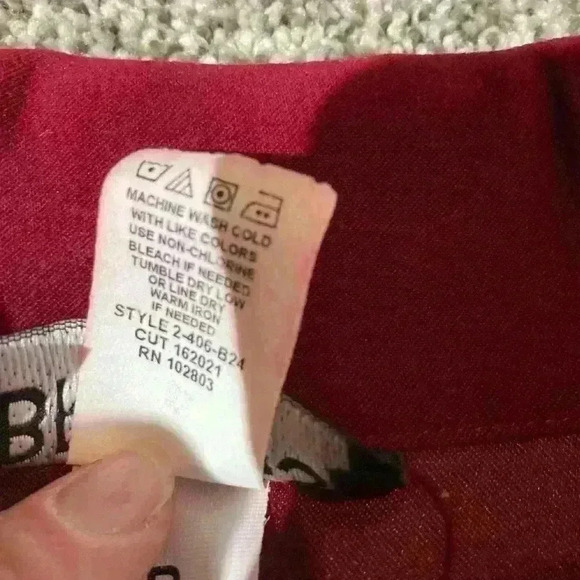 MACHINE WASH COLD
WITH LIKE COLORS
USE NON-CHLORINE
BLEACH IF NEEDED
TUMBLE DRY LOW
OR LINE DRY
WARM IRON
IF NEEDED
STYLE 2-406-B24
CUT 162021
RN 102803